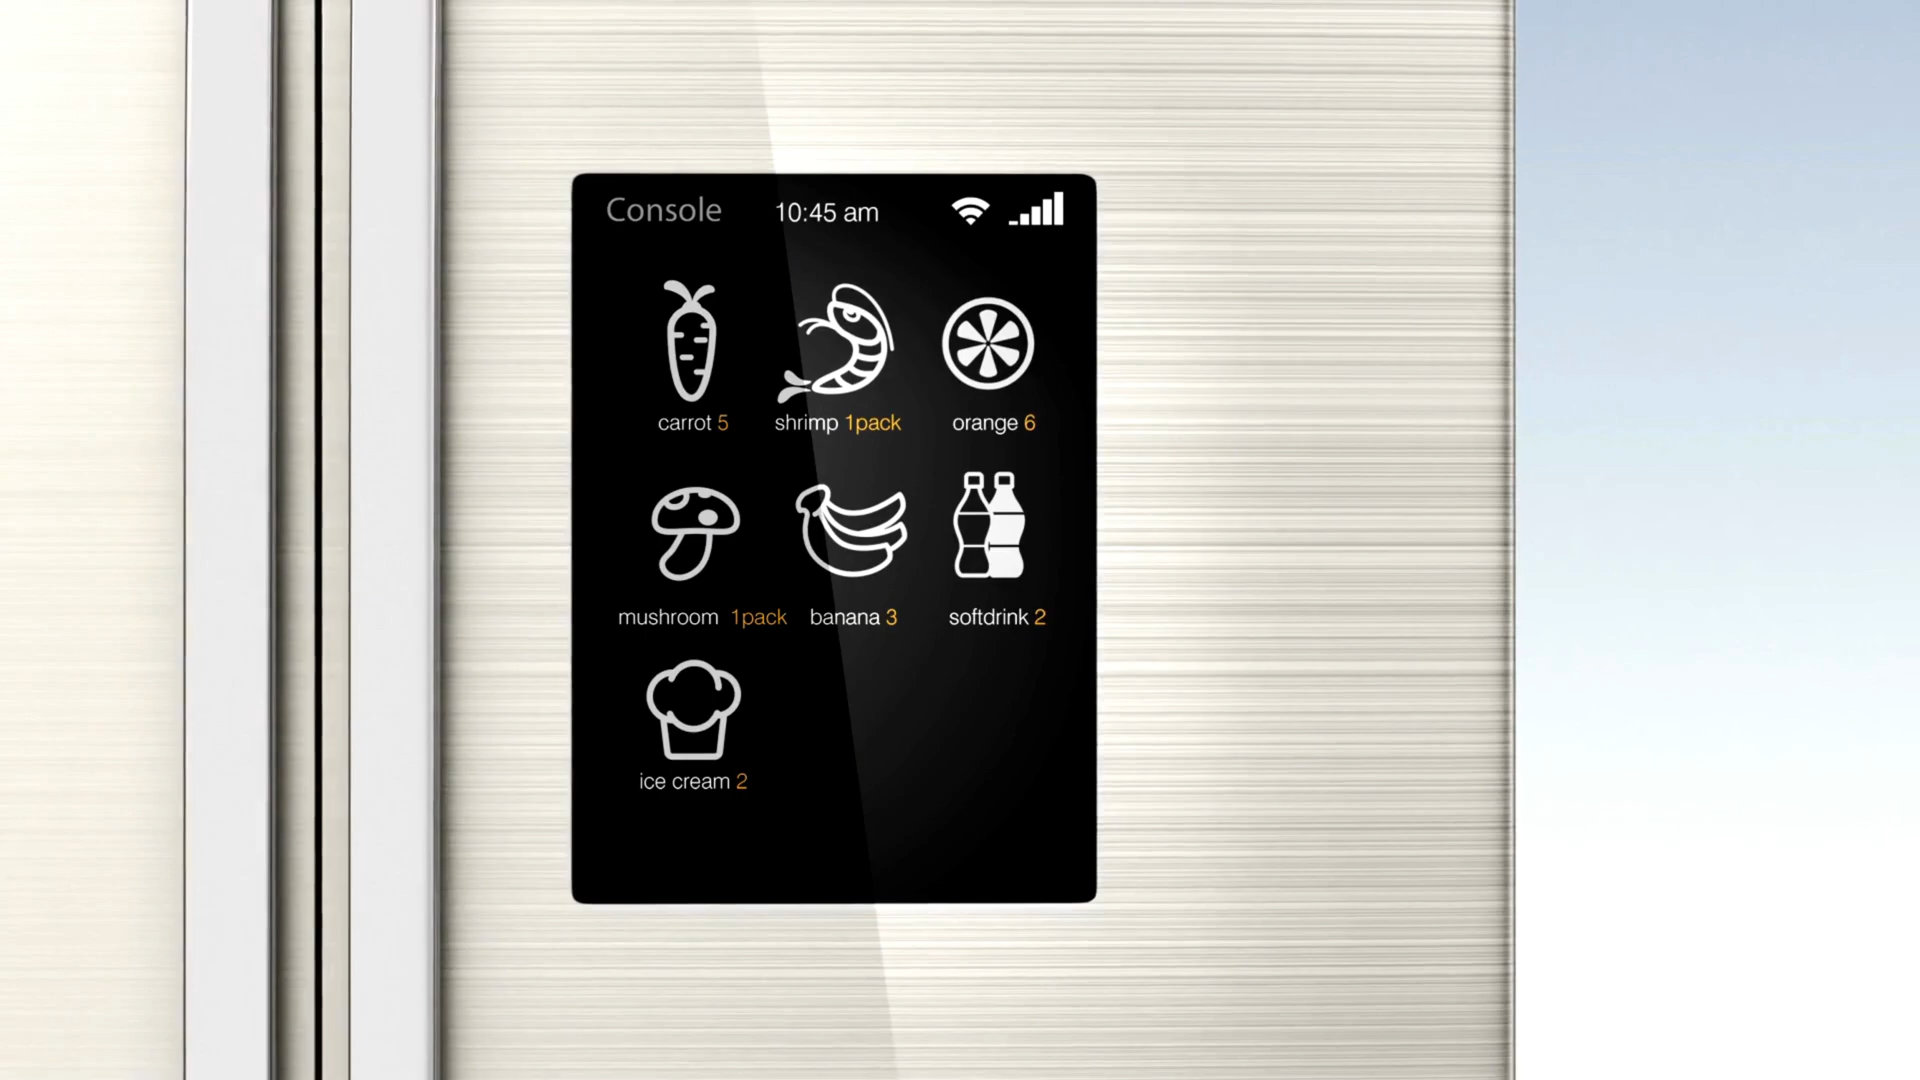 Console 10:45 am
carrot 5 shrimp 1pack orange 6
mushroom 1pack banana 3 softdrink 2
ice cream 2